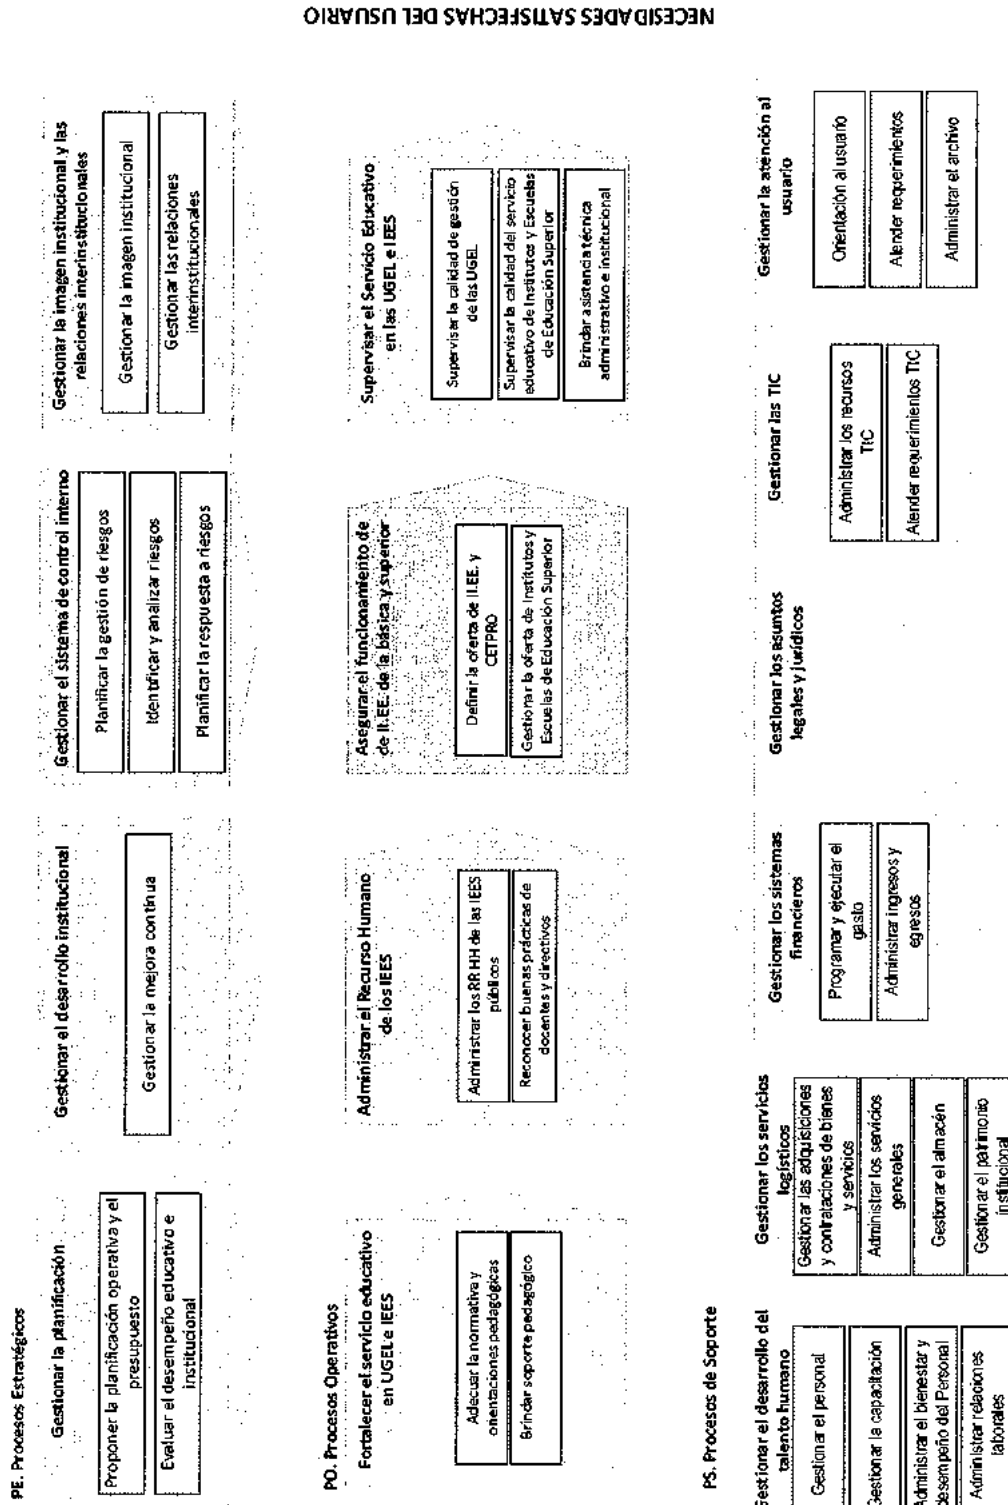 PE. Procesos Estratégicos
Gestionar la planificación
Proponer la planificación operativa y el
presupuesto
Evaluar el desempeño educativo e
institucional
Gestionar el desarrollo institucional
Gestionar la mejora continua
Gestionar el sistema de control interno
Planificar la gestión de riesgos
Identificar y analizar riesgos
Planificar la respuesta a riesgos
Gestionar la imagen institucional y las
relaciones interinstitucionales
Gestionar la imagen institucional
Gestionar las relaciones
interinstitucionales
PO. Procesos Operativos
Fortalecer el servicio educativo
en UGEL e IEES
Adecuar la normativa y
orientaciones pedagógicas
Brindar soporte pedagógico
Administrar el Recurso Humano
de los IEES
Administrar los RR HH de las IEES
públicos
Reconocer buenas prácticas de
docentes y directivos
Asegurar el funcionamiento de
de II.EE. de la básica y superior
Definir la oferta de II.EE. y
CETPRO
Gestionar la oferta de Institutos y
Escuelas de Educación Superior
Supervisar el Servicio Educativo
en las UGEL e IEES
Supervisar la calidad de gestión
de las UGEL
Supervisar la calidad del servicio
educativo de Institutos y Escuelas
de Educación Superior
Brindar asistencia técnica
administrativo e institucional
PS. Procesos de Soporte
Gestionar el desarrollo del
talento humano
Gestionar el personal
Gestionar la capacitación
Administrar el bienestar y
desempeño del Personal
Administrar relaciones
laborales
Gestionar los servicios
logísticos
Gestionar las adquisiciones
y contrataciones de bienes
y servicios
Administrar los servicios
generales
Gestionar el almacén
Gestionar el patrimonio
institucional
Gestionar los sistemas
financieros
Programar y ejecutar el
gasto
Administrar ingresos y
egresos
Gestionar los asuntos
legales y jurídicos
Gestionar las TIC
Administrar los recursos
TIC
Atender requerimientos TIC
Gestionar la atención al
usuario
Orientación al usuario
Atender requerimientos
Administrar el archivo
NECESIDADES SATISFECHAS DEL USUARIO